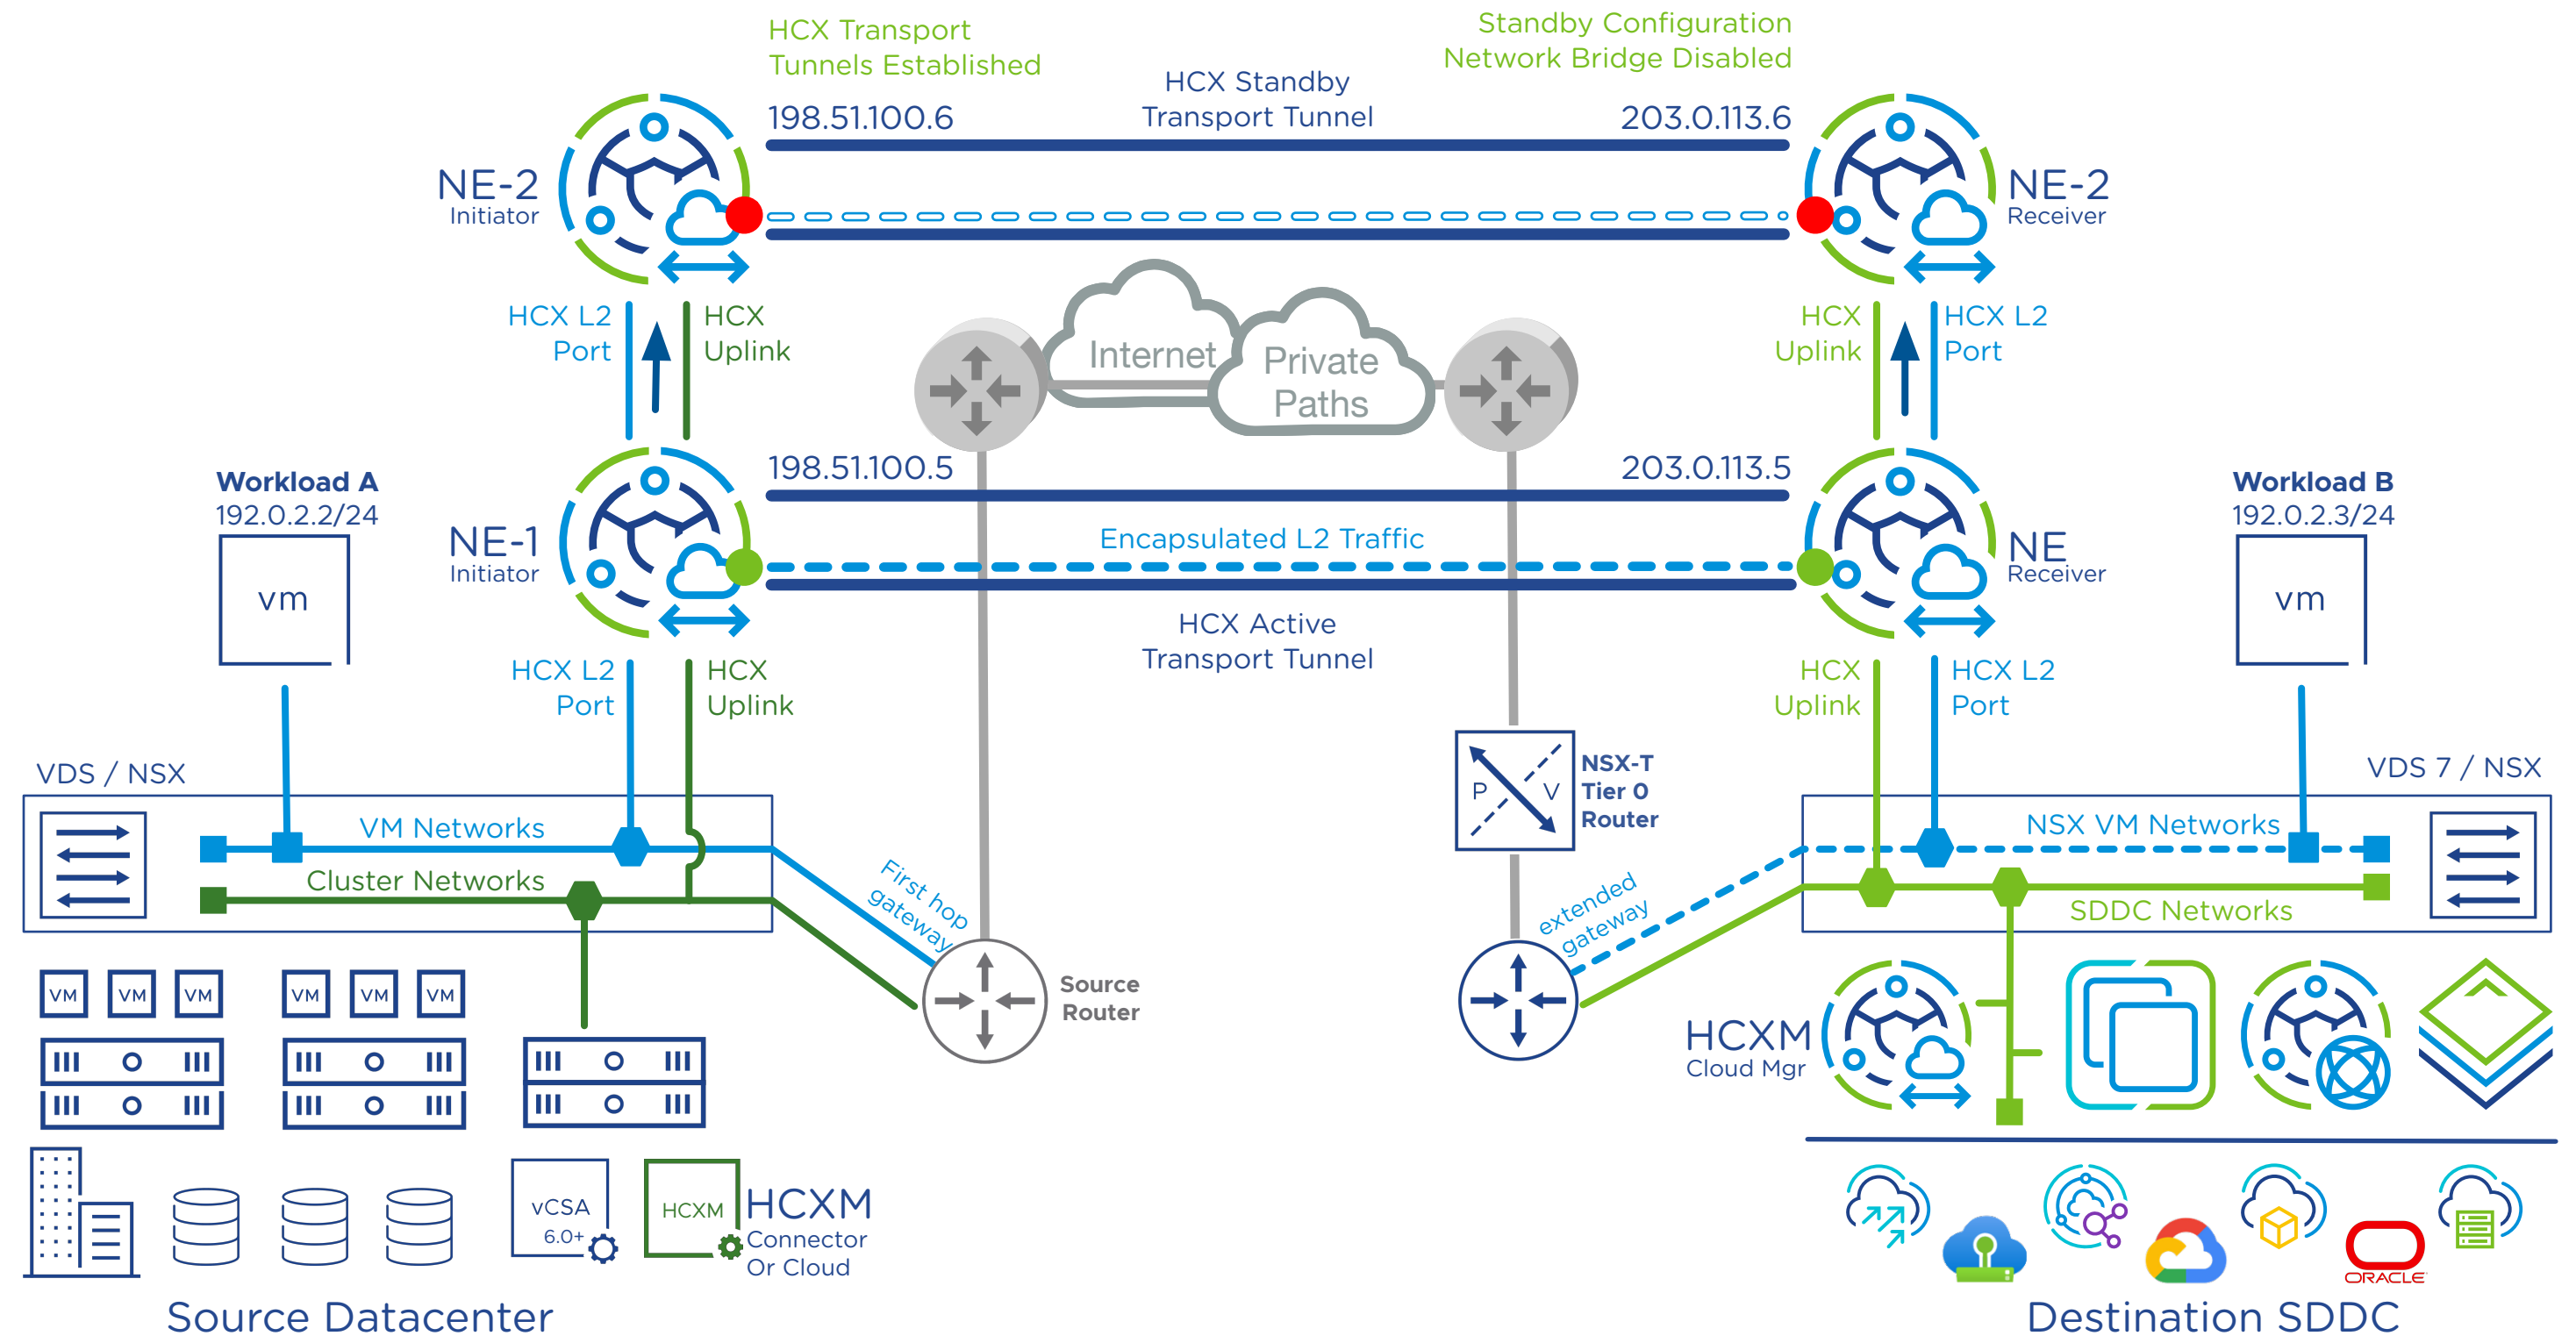 HCX Transport
Tunnels Established
Standby Configuration
Network Bridge Disabled
HCX Standby
Transport Tunnel
198.51.100.6
203.0.113.6
NE-2
Initiator
NE-2
Receiver
HCX L2
Port
HCX
Uplink
Internet
Private
Paths
HCX
Uplink
HCX L2
Port
198.51.100.5
203.0.113.5
Workload A
192.0.2.2/24
vm
NE-1
Initiator
Encapsulated L2 Traffic
NE
Receiver
Workload B
192.0.2.3/24
vm
HCX Active
Transport Tunnel
HCX L2
Port
HCX
Uplink
HCX
Uplink
HCX L2
Port
VDS / NSX
P
V
NSX-T
Tier 0
Router
VDS 7 / NSX
VM Networks
Cluster Networks
First hop
gateway
extended
gateway
NSX VM Networks
SDDC Networks
VM
VM
VM
VM
VM
VM
Source
Router
HCXM
Cloud Mgr
vCSA
6.0+
HCXM
HCXM
Connector
Or Cloud
ORACLE
Source Datacenter
Destination SDDC